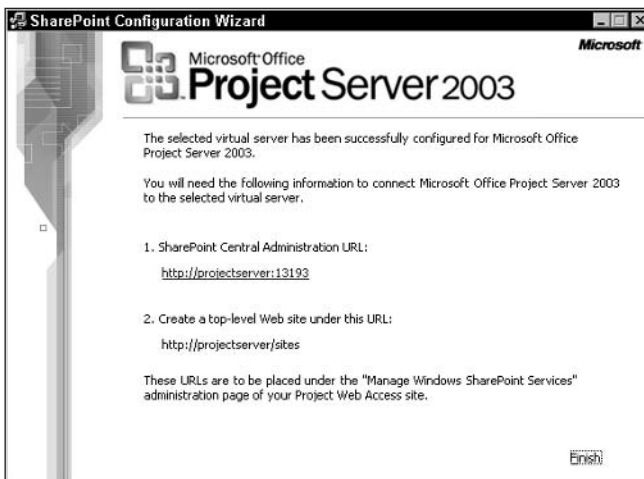 SharePoint Configuration Wizard
Microsoft
Microsoft Office
Project Server 2003
The selected virtual server has been successfully configured for Microsoft Office
Project Server 2003.
You will need the following information to connect Microsoft Office Project Server 2003
to the selected virtual server.
1. SharePoint Central Administration URL:
http://projectserver:13193
2. Create a top-level Web site under this URL:
http://projectserver/sites
These URLs are to be placed under the "Manage Windows SharePoint Services"
administration page of your Project Web Access site.
Finish